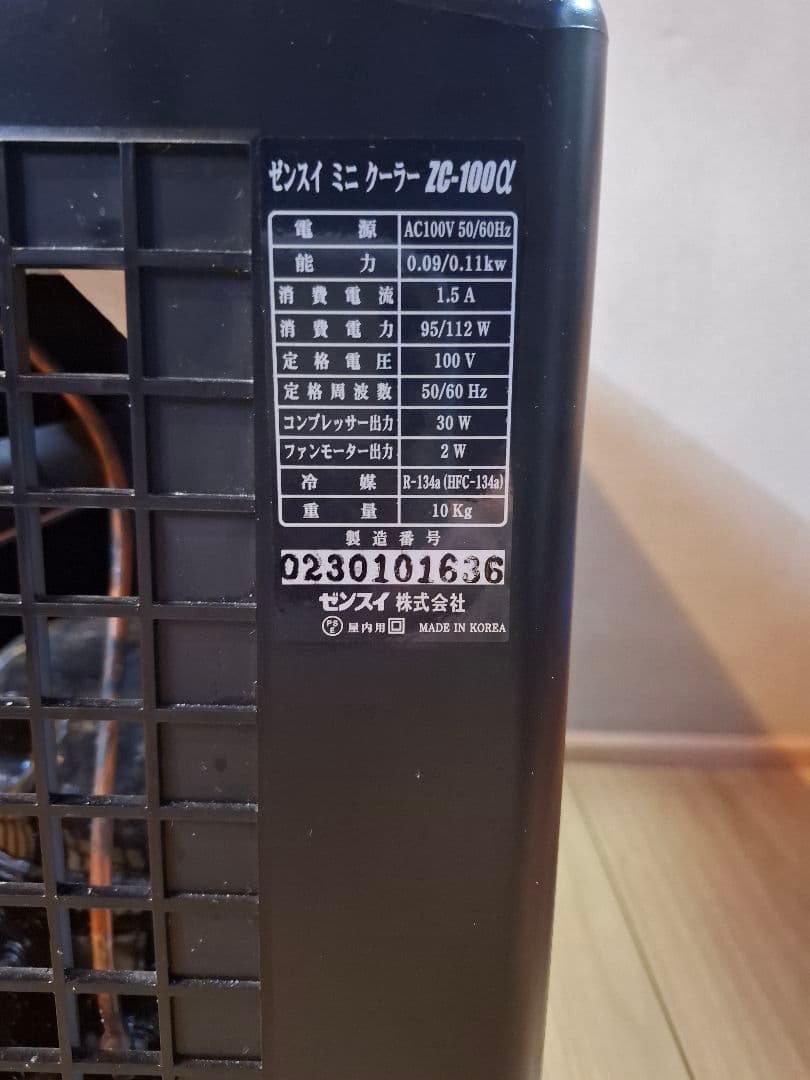 ゼンスイ ミニ クーラー ZC-100α
電源 AC100V 50/60Hz
能力 0.09/0.11kw
消費電流 1.5 A
消費電力 95/112 W
定格電圧 100 V
定格周波数 50/60 Hz
コンプレッサー出力 30 W
ファンモーター出力 2 W
冷媒 R-134a (HFC-134a)
重量 10 Kg
製造番号
0230101636
ゼンスイ 株式会社
PSE 屋内用 MADE IN KOREA